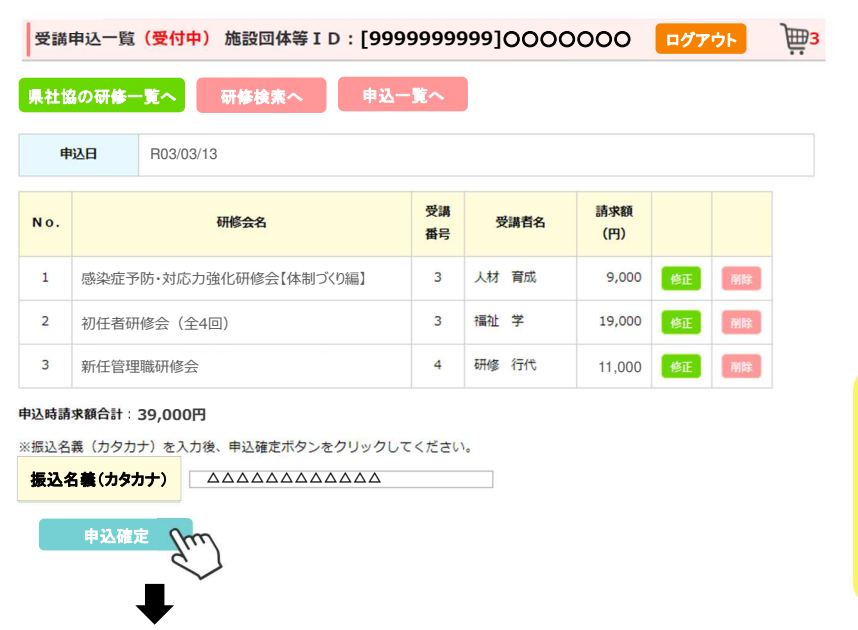 受講申込一覧（受付中） 施設団体等ＩＤ：[9999999999]〇〇〇〇〇〇〇 ログアウト 3
県社協の研修一覧へ 研修検索へ 申込一覧へ
申込日 R03/03/13
No. 研修会名 受講番号 受講者名 請求額（円）
1 感染症予防・対応力強化研修会【体制づくり編】 3 人材 育成 9,000 修正 削除
2 初任者研修会（全4回） 3 福祉 学 19,000 修正 削除
3 新任管理職研修会 4 研修 行代 11,000 修正 削除
申込時請求額合計：39,000円
※振込名義（カタカナ）を入力後、申込確定ボタンをクリックしてください。
振込名義(カタカナ) △△△△△△△△△△△△
申込確定